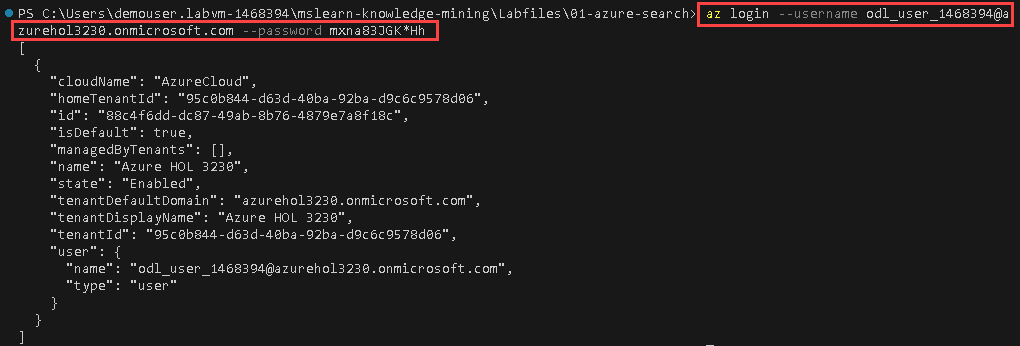 PS C:\Users\demouser.labvm-1468394\mslearn-knowledge-mining\Labfiles\01-azure-search> az login --username odl_user_1468394@a
zurehol3230.onmicrosoft.com --password mxna83JGK*Hh
[
  {
    "cloudName": "AzureCloud",
    "homeTenantId": "95c0b844-d63d-40ba-92ba-d9c6c9578d06",
    "id": "88c4f6dd-dc87-49ab-8b76-4879e7a8f18c",
    "isDefault": true,
    "managedByTenants": [],
    "name": "Azure HOL 3230",
    "state": "Enabled",
    "tenantDefaultDomain": "azurehol3230.onmicrosoft.com",
    "tenantDisplayName": "Azure HOL 3230",
    "tenantId": "95c0b844-d63d-40ba-92ba-d9c6c9578d06",
    "user": {
      "name": "odl_user_1468394@azurehol3230.onmicrosoft.com",
      "type": "user"
    }
  }
]